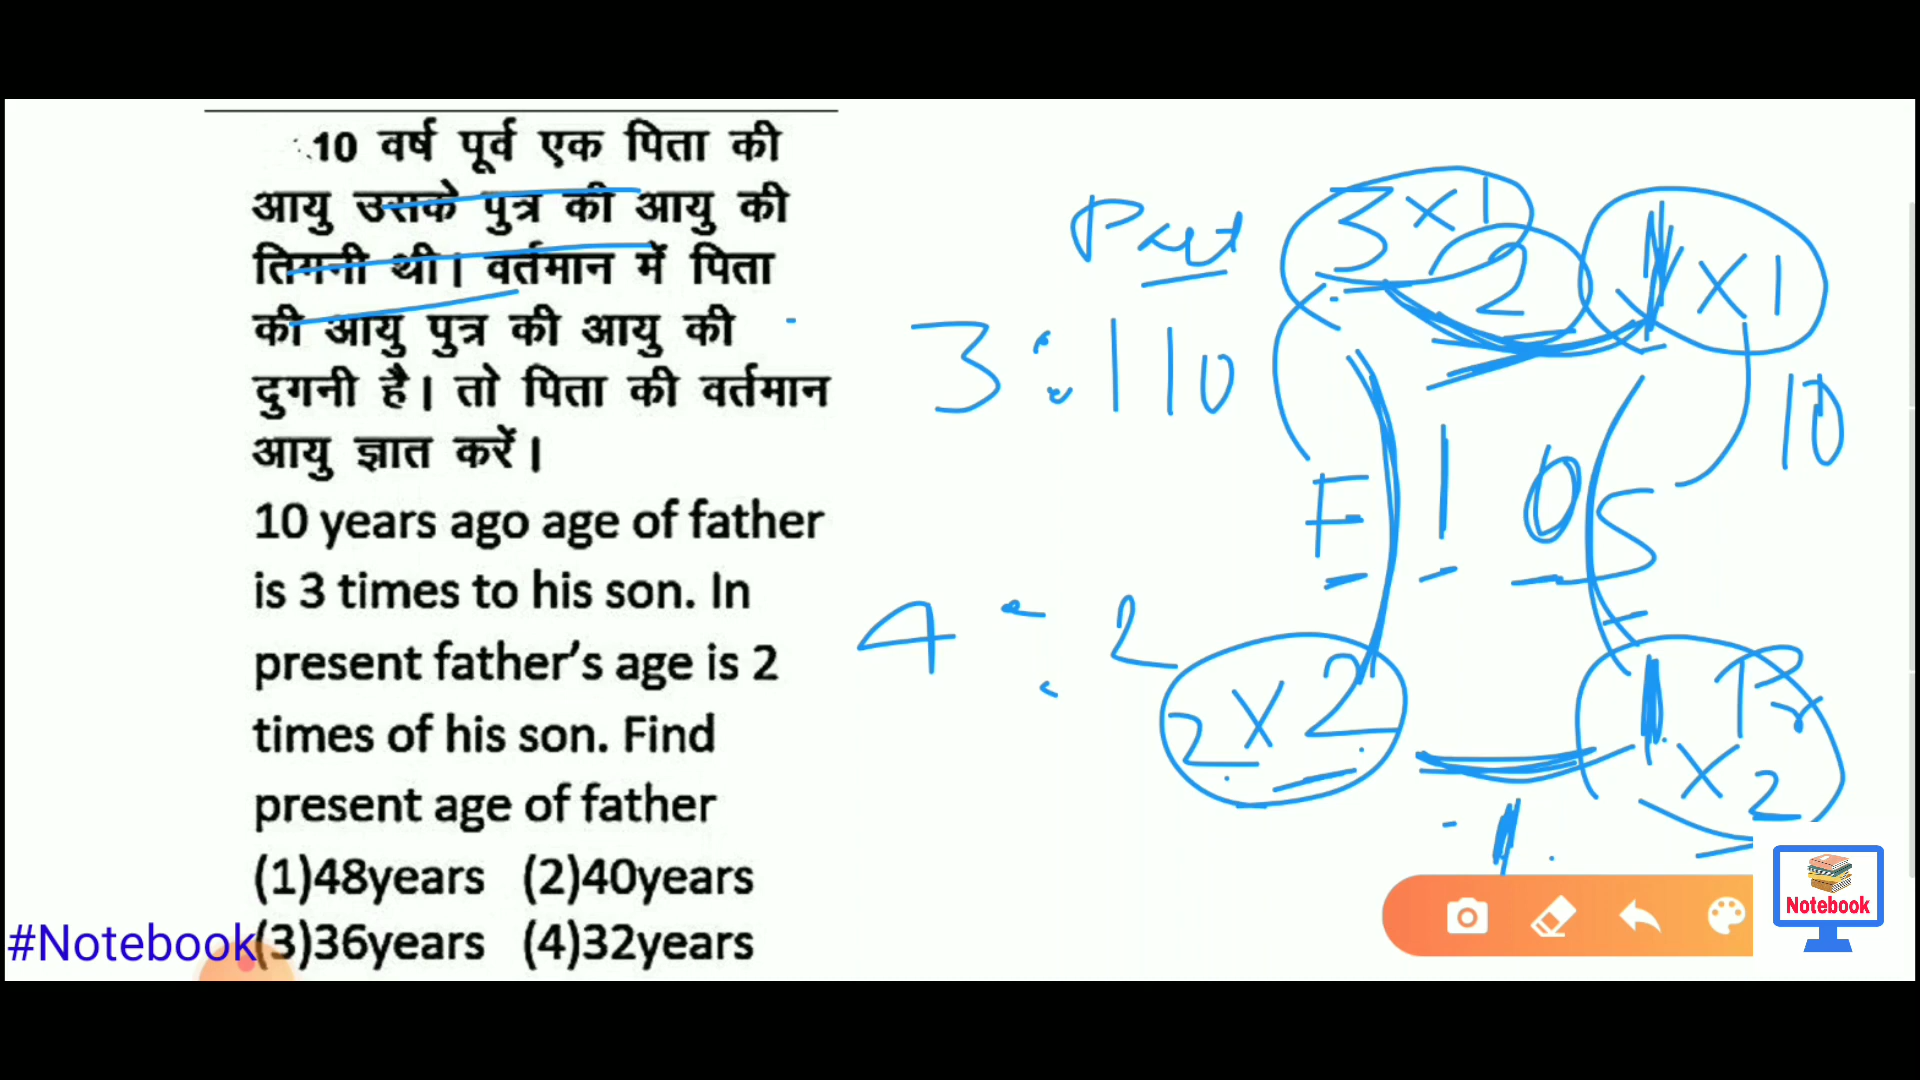 10 वर्ष पूर्व एक पिता की
आयु उसके पुत्र की आयु की
तिगनी थी। वर्तमान में पिता
की आयु पुत्र की आयु की
दुगनी है। तो पिता की वर्तमान
आयु ज्ञात करें।
10 years ago age of father
is 3 times to his son. In
present father's age is 2
times of his son. Find
present age of father
(1)48years (2)40years
(3)36years (4)32years
#Notebook
3×1
2
1×1
3 : 1 10
10
F 10 S
4 : 2
2×2
1×2
Pr
1
Notebook